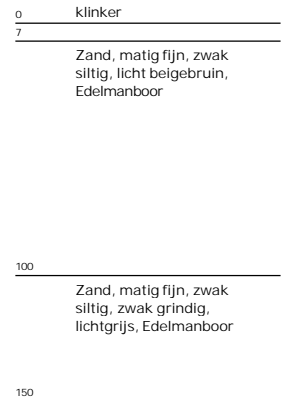 0 klinker
7
Zand, matig fijn, zwak
siltig, licht beigebruin,
Edelmanboor
100
Zand, matig fijn, zwak
siltig, zwak grindig,
lichtgrijs, Edelmanboor
150